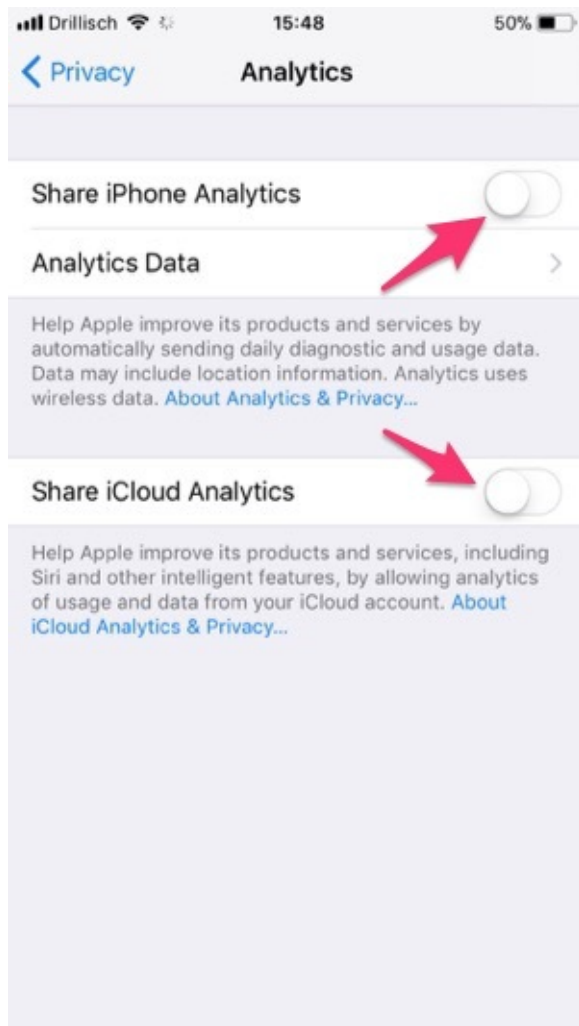 Drillisch 15:48 50%
Privacy Analytics
Share iPhone Analytics
Analytics Data
Help Apple improve its products and services by
automatically sending daily diagnostic and usage data.
Data may include location information. Analytics uses
wireless data. About Analytics & Privacy...
Share iCloud Analytics
Help Apple improve its products and services, including
Siri and other intelligent features, by allowing analytics
of usage and data from your iCloud account. About
iCloud Analytics & Privacy...